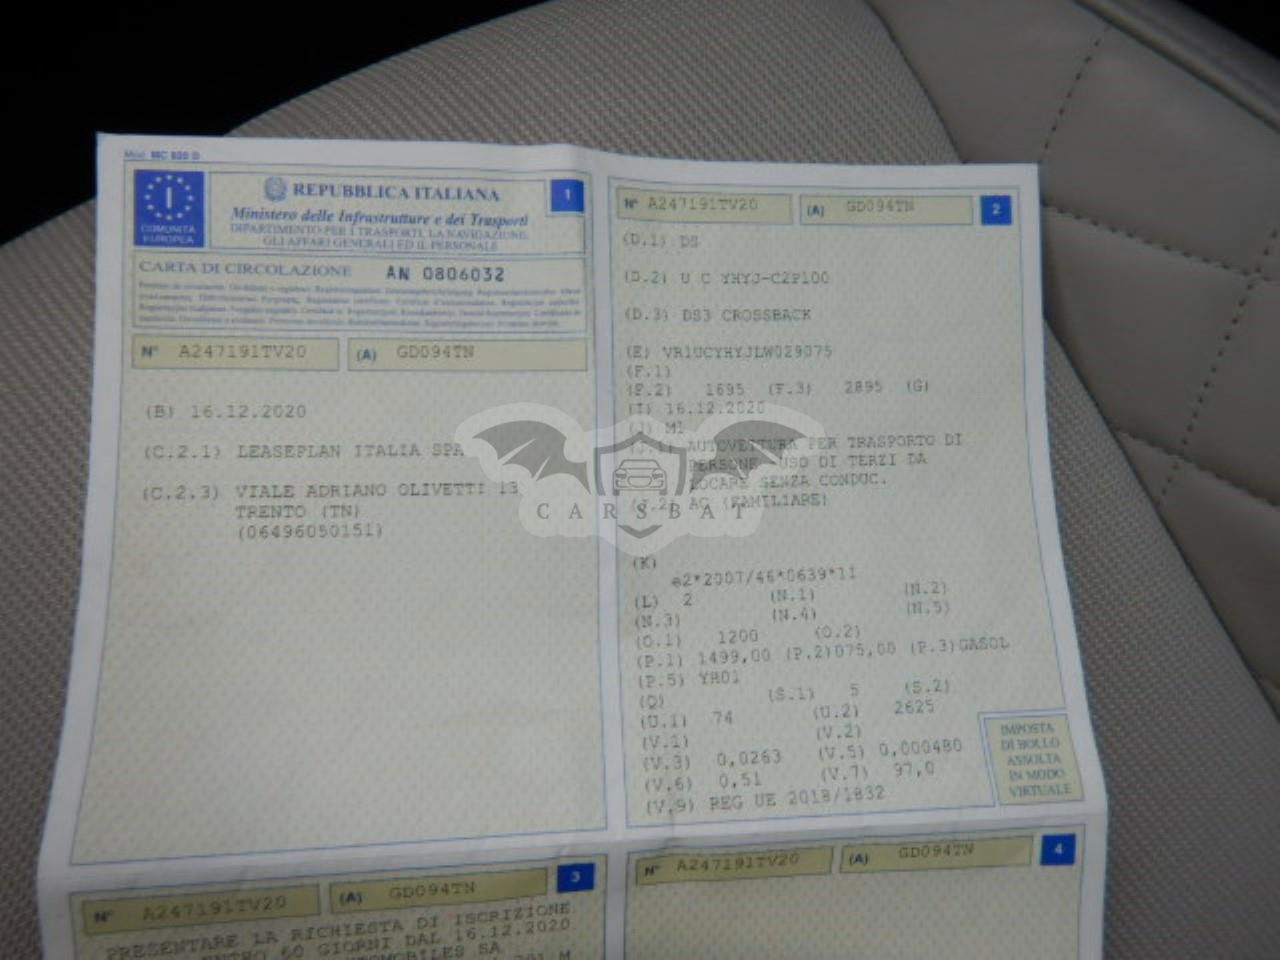 Mod. MC 820 D
I
COMUNITÀ
EUROPEA
REPUBBLICA ITALIANA
Ministero delle Infrastrutture e dei Trasporti
DIPARTIMENTO PER I TRASPORTI, LA NAVIGAZIONE,
GLI AFFARI GENERALI ED IL PERSONALE
1
CARTA DI CIRCOLAZIONE AN 0806032
N° A247191TV20 (A) GD094TN
(B) 16.12.2020
(C.2.1) LEASEPLAN ITALIA SPA
(C.2.3) VIALE ADRIANO OLIVETTI 13
TRENTO (TN)
(06496050151)
N° A247191TV20 (A) GD094TN 2
(D.1) DS
(D.2) U C YHYJ-C2P100
(D.3) DS3 CROSSBACK
(E) VR1UCYHYJLW029075
(F.1)
(F.2) 1695 (F.3) 2895 (G)
(I) 16.12.2020
(J) M1
(J.1) AUTOVETTURA PER TRASPORTO DI
PERSONE -USO DI TERZI DA
LOCARE SENZA CONDUC.
(J.2) AC (FAMILIARE)
(K)
e2*2007/46*0639*11
(L) 2 (N.1) (N.2)
(N.3) (N.4) (N.5)
(O.1) 1200 (O.2)
(P.1) 1499,00 (P.2)075,00 (P.3)GASOL
(P.5) YH01
(Q) (S.1) 5 (S.2)
(U.1) 74 (U.2) 2625
(V.1) (V.2)
(V.3) 0,0263 (V.5) 0,000480
(V.6) 0,51 (V.7) 97,0
(V.9) REG UE 2018/1832
IMPOSTA
DI BOLLO
ASSOLTA
IN MODO
VIRTUALE
CARSBAT
N° A247191TV20 (A) GD094TN 3
PRESENTARE LA RICHIESTA DI ISCRIZIONE
ENTRO 60 GIORNI DAL 16.12.2020
N° A247191TV20 (A) GD094TN 4